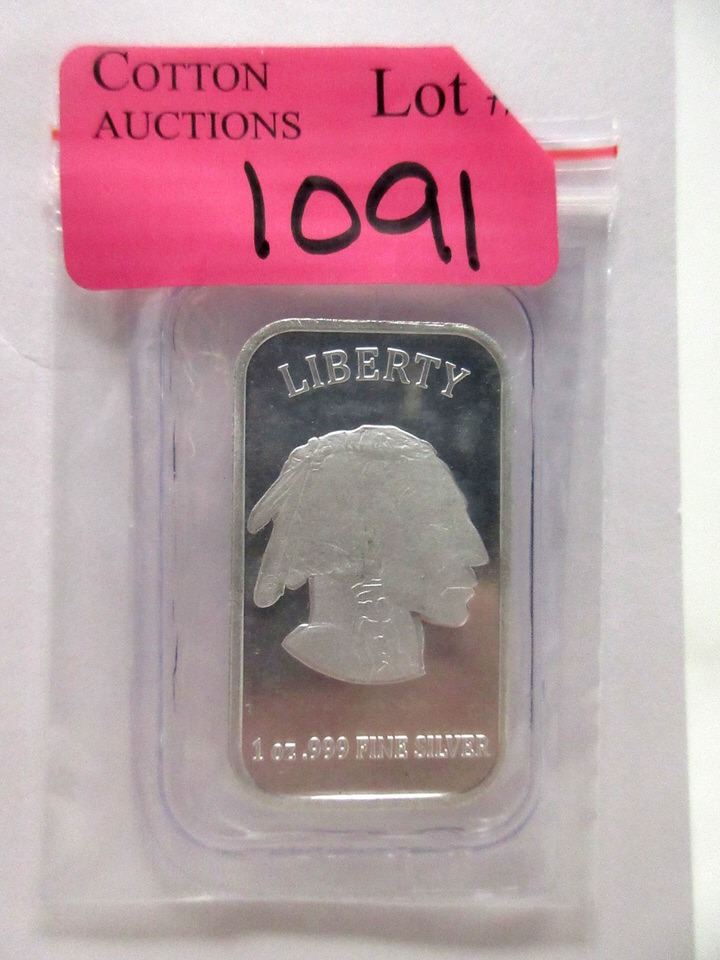 COTTON
AUCTIONS
Lot #
1091
LIBERTY
1 oz .999 FINE SILVER